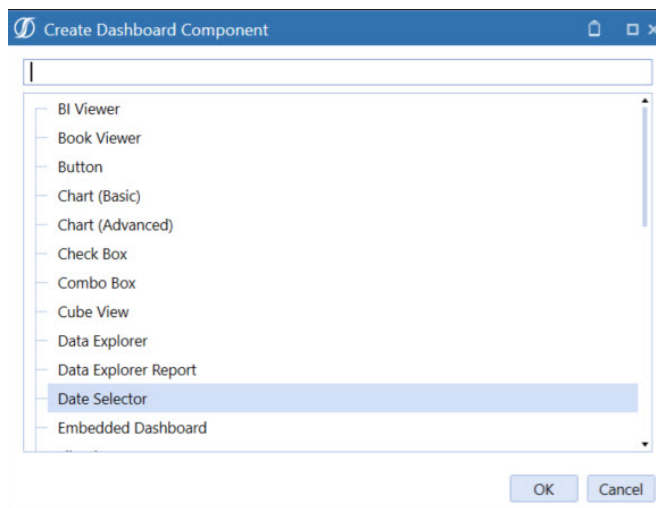 Create Dashboard Component
BI Viewer
Book Viewer
Button
Chart (Basic)
Chart (Advanced)
Check Box
Combo Box
Cube View
Data Explorer
Data Explorer Report
Date Selector
Embedded Dashboard
OK Cancel